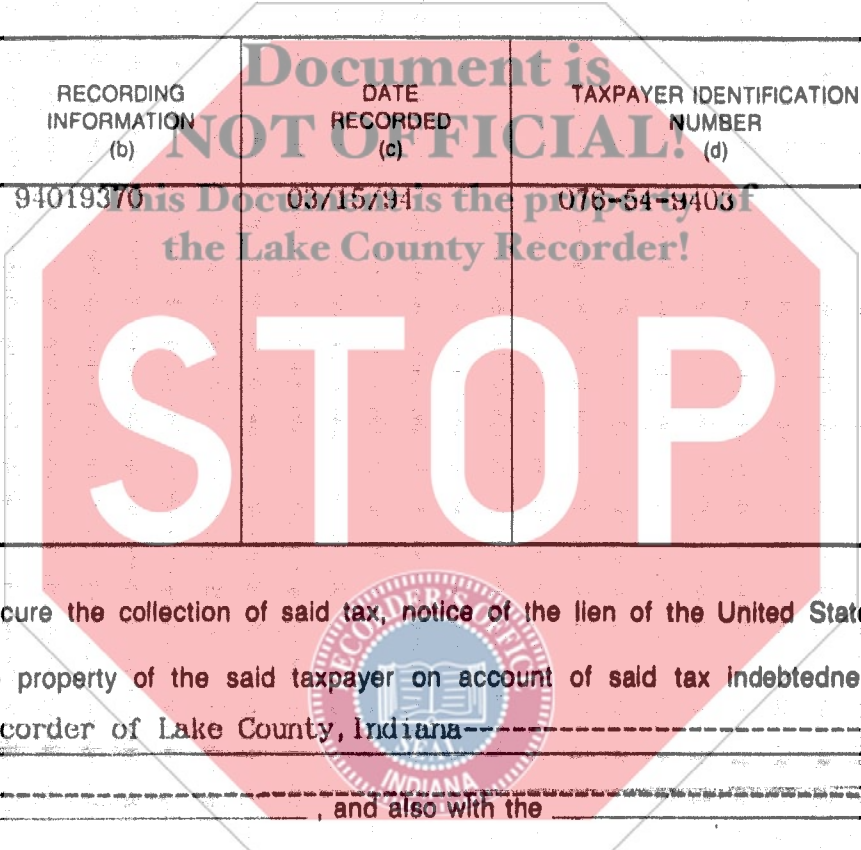 Document is
NOT OFFICIAL!
This Document is the property of
the Lake County Recorder!
RECORDING
INFORMATION
(b)
DATE
RECORDED
(c)
TAXPAYER IDENTIFICATION
NUMBER
(d)
94019370
03/15/94
076-54-9403
STOP
cure the collection of said tax, notice of the lien of the United State
property of the said taxpayer on account of said tax indebtedne
corder of Lake County, Indiana
, and also with the
RECORDER'S OFFIC
SEAL
INDIANA